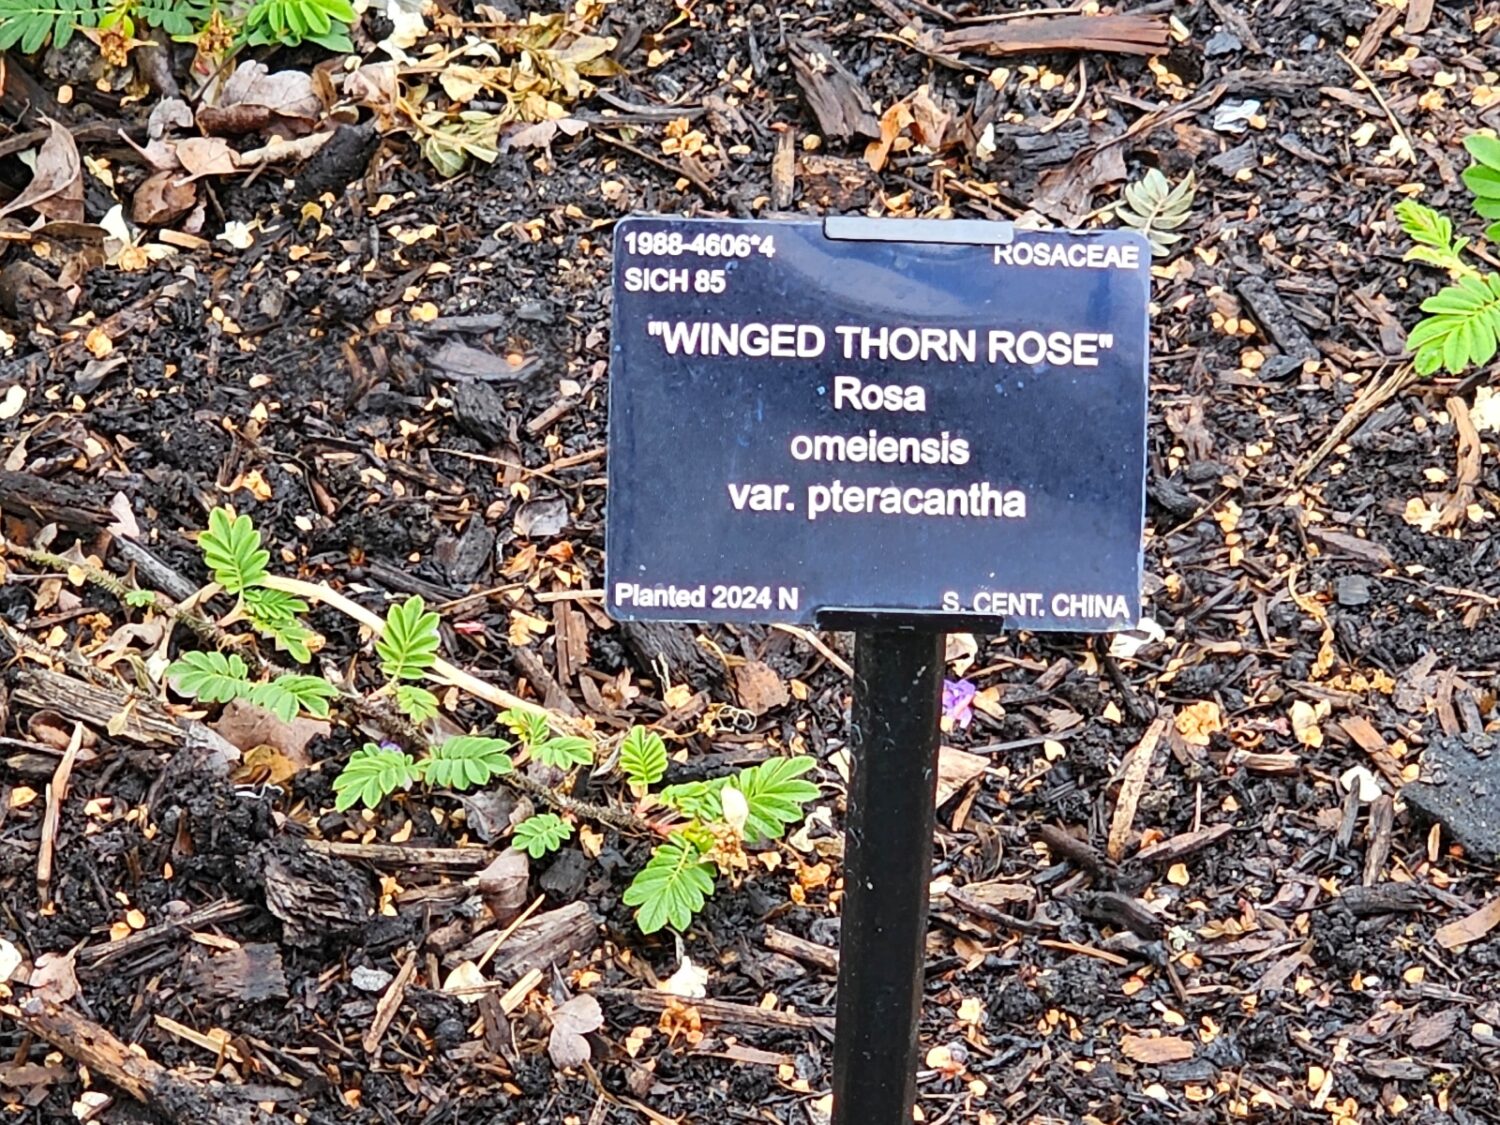 1988-4606*4 ROSACEAE
SICH 85
"WINGED THORN ROSE"
Rosa
omeiensis
var. pteracantha
Planted 2024 N S. CENT. CHINA